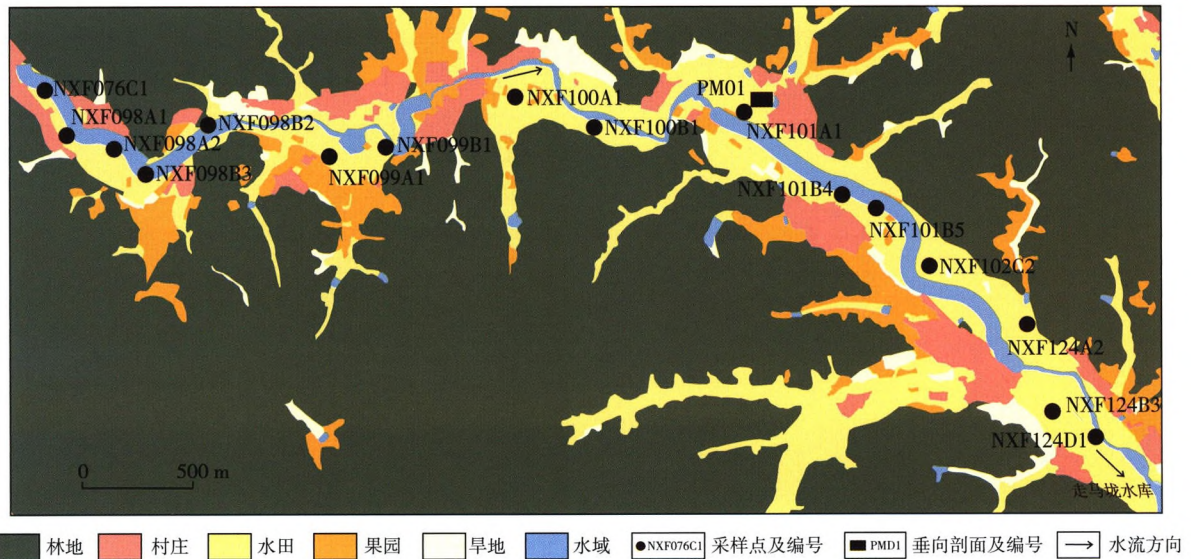 N
NXF076C1
PM01
NXF098A1
NXF098B2
NXF100A1
NXF098A2
NXF099B1
NXF100B1
NXF101A1
NXF098B3
NXF099A1
NXF101B4
NXF101B5
NXF102C2
NXF124A2
NXF124B3
NXF124D1
0 500 m
走马垅水库
林地 村庄 水田 果园 旱地 水域 NXF076C1 采样点及编号 PMD1 垂向剖面及编号 水流方向